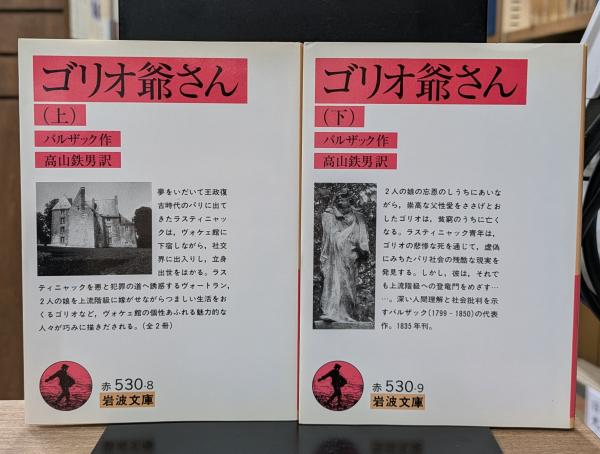 ゴリオ爺さん
(上)
バルザック作
高山鉄男訳
夢をいだいて王政復
古時代のパリに出て
きたラスティニャッ
クは，ヴォケェ館に
下宿しながら，社交
界に出入りし，立身
出世をはかる．ラス
ティニャックを悪と犯罪の道へ誘惑するヴォートラン，
2人の娘を上流階級に嫁がせながらつましい生活をお
くるゴリオなど，ヴォケェ館の個性あふれる魅力的な
人々が巧みに描きだされる．(全2冊)
赤530-8
岩波文庫
ゴリオ爺さん
(下)
バルザック作
高山鉄男訳
2人の娘の忘恩のしうちにあいな
がら，崇高な父性愛をささげとお
したゴリオは，貧窮のうちに亡く
なる．ラスティニャック青年は，
ゴリオの悲惨な死を通じて，虚偽
にみちたパリ社会の残酷な現実を
発見する．しかし，彼は，それで
も上流階級への登竜門をめざす…
…．深い人間理解と社会批判を示
すバルザック(1799-1850)の代表
作．1835年刊．
赤530-9
岩波文庫